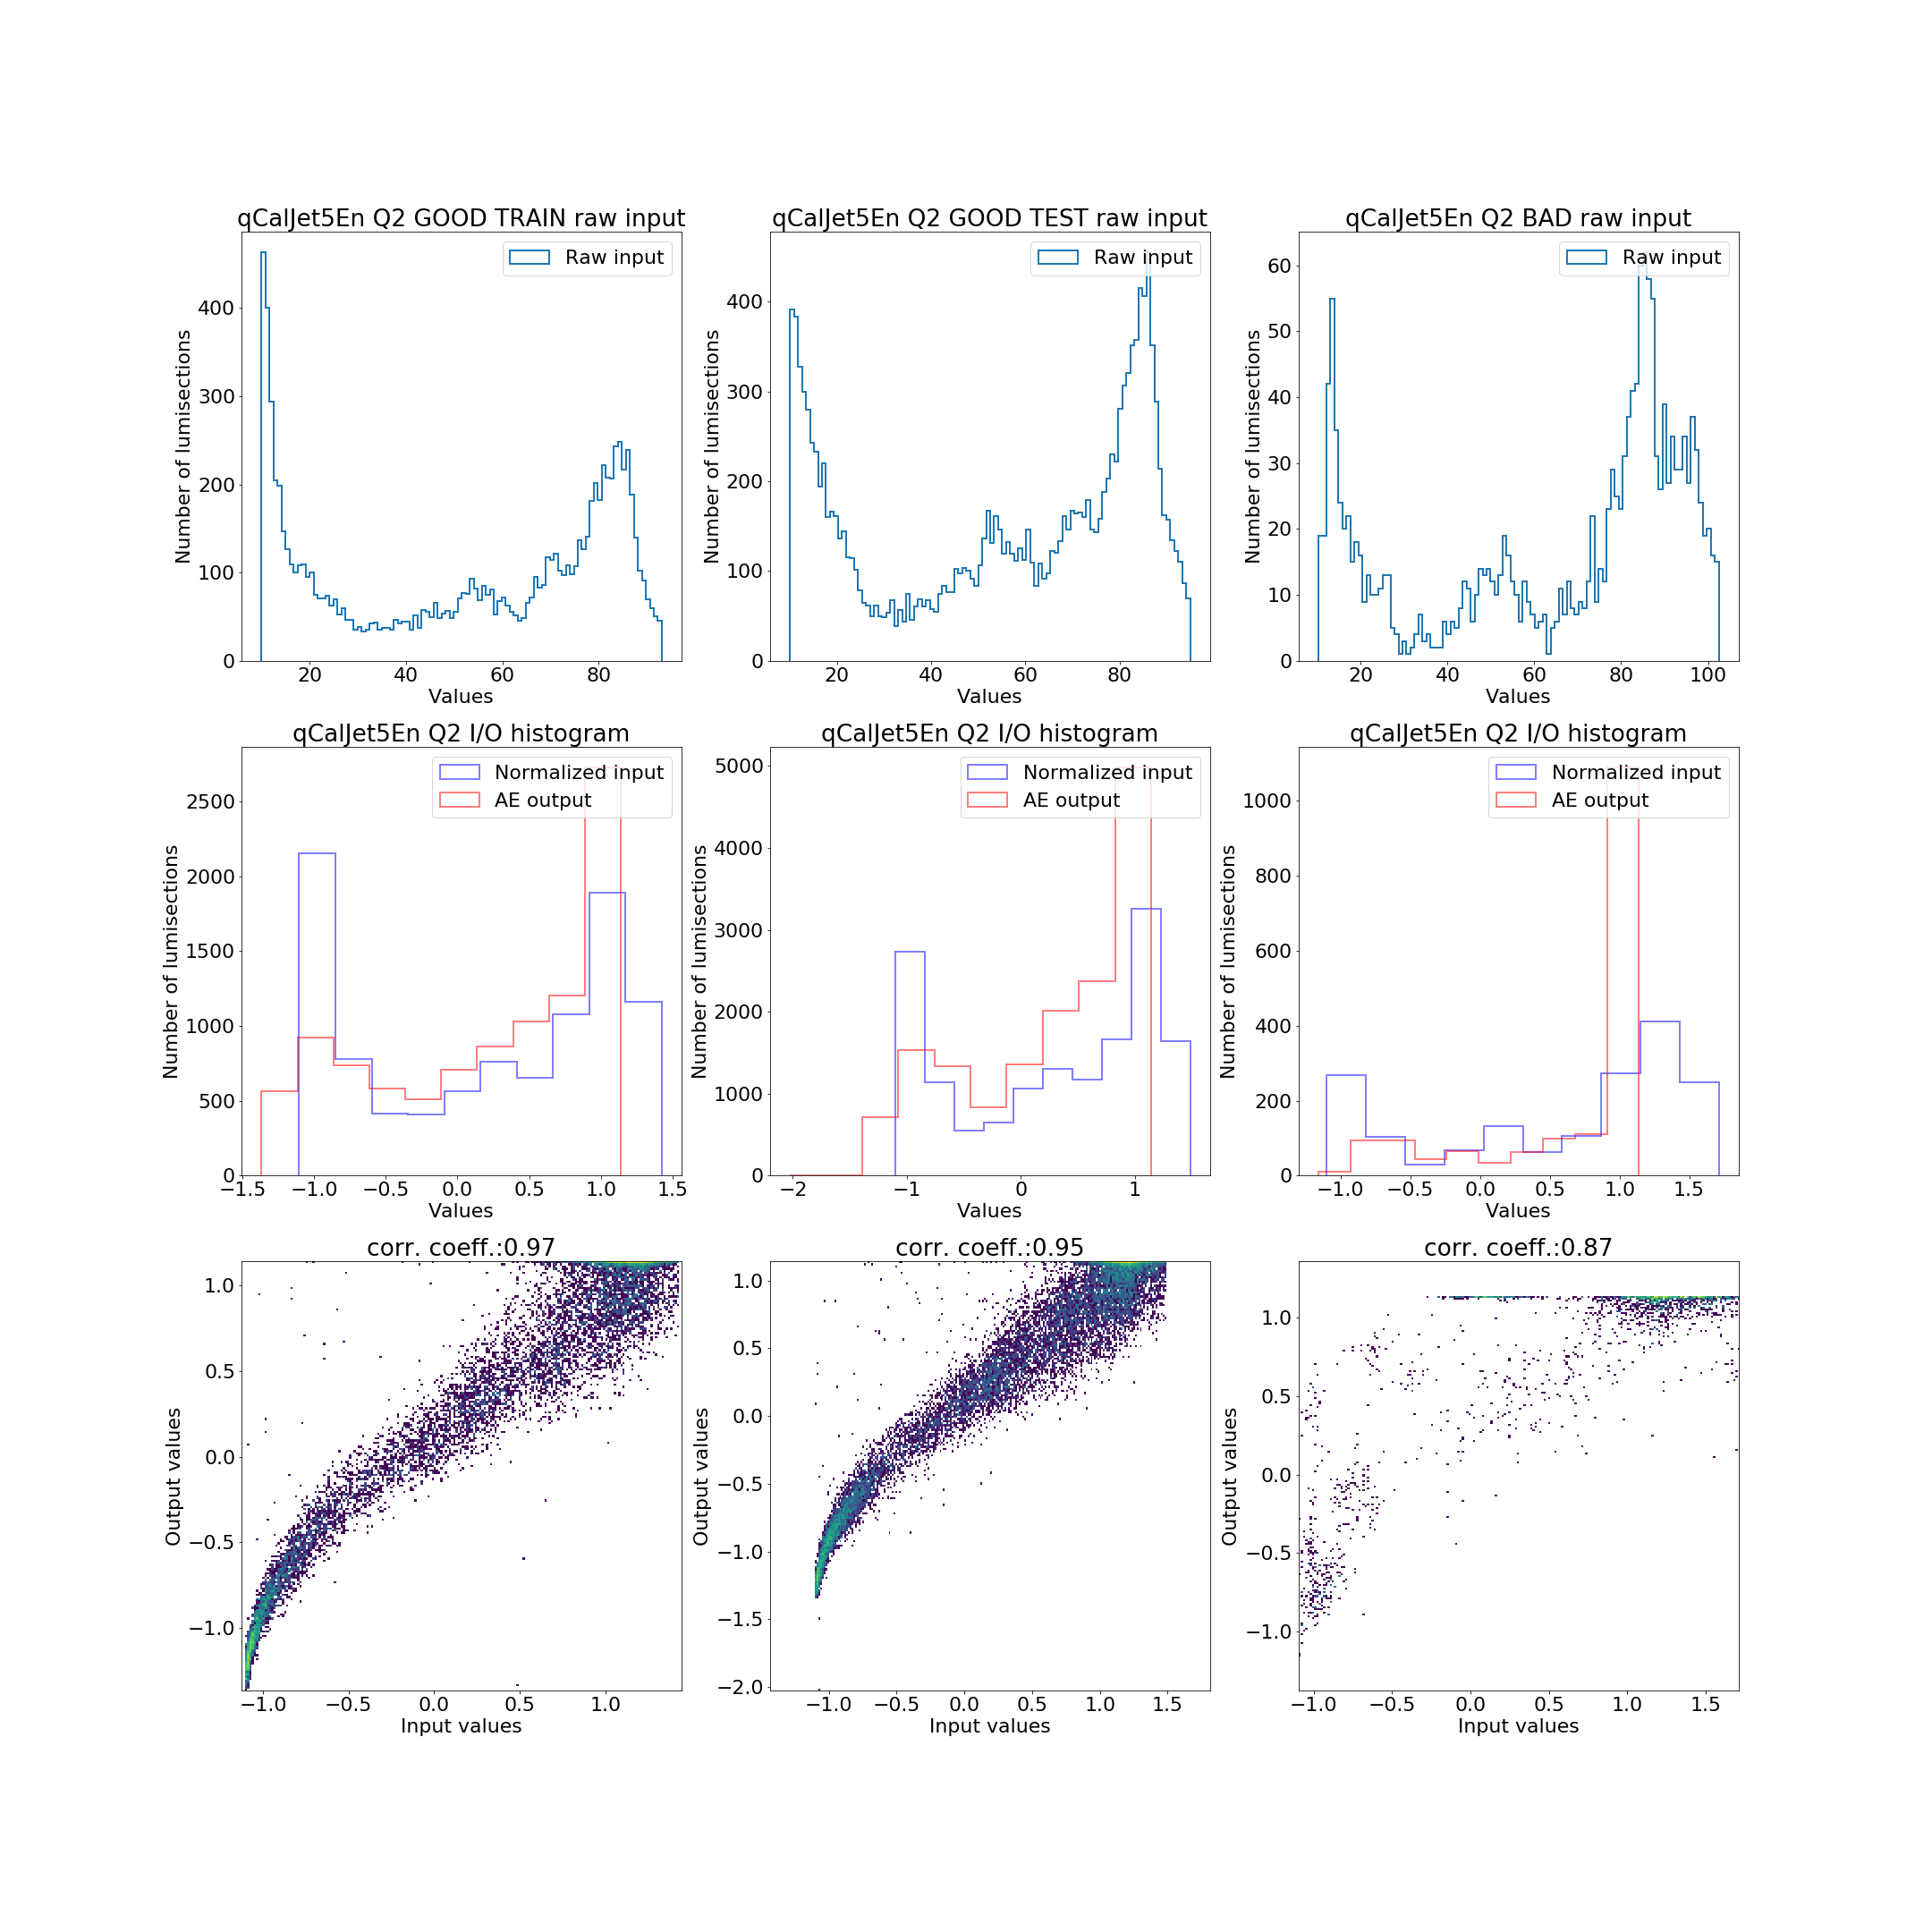 qCalJet5En Q2 GOOD TRAIN raw input
Raw input
Number of lumisections
0
100
200
300
400
20
40
60
80
Values
qCalJet5En Q2 GOOD TEST raw input
Raw input
Number of lumisections
0
100
200
300
400
20
40
60
80
Values
qCalJet5En Q2 BAD raw input
Raw input
Number of lumisections
0
10
20
30
40
50
60
20
40
60
80
100
Values
qCalJet5En Q2 I/O histogram
Normalized input
AE output
Number of lumisections
0
500
1000
1500
2000
2500
−1.5
−1.0
−0.5
0.0
0.5
1.0
1.5
Values
qCalJet5En Q2 I/O histogram
Normalized input
AE output
Number of lumisections
0
1000
2000
3000
4000
5000
−2
−1
0
1
Values
qCalJet5En Q2 I/O histogram
Normalized input
AE output
Number of lumisections
0
200
400
600
800
1000
−1.0
−0.5
0.0
0.5
1.0
1.5
Values
corr. coeff.:0.97
Output values
1.0
0.5
0.0
−0.5
−1.0
−1.0
−0.5
0.0
0.5
1.0
Input values
corr. coeff.:0.95
Output values
1.0
0.5
0.0
−0.5
−1.0
−1.5
−2.0
−1.0
−0.5
0.0
0.5
1.0
1.5
Input values
corr. coeff.:0.87
Output values
1.0
0.5
0.0
−0.5
−1.0
−1.0
−0.5
0.0
0.5
1.0
1.5
Input values